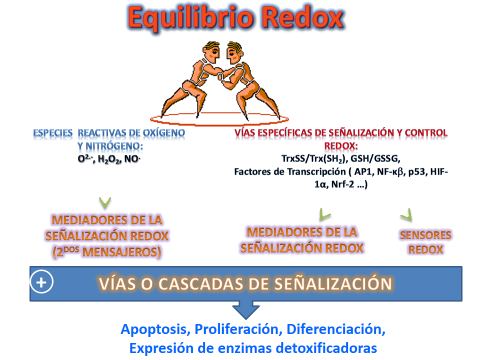 Equilibrio Redox
ESPECIES REACTIVAS DE OXÍGENO
Y NITRÓGENO:
O²·-, H₂O₂, NO·
VÍAS ESPECÍFICAS DE SEÑALIZACIÓN Y CONTROL
REDOX:
TrxSS/Trx(SH₂), GSH/GSSG,
Factores de Transcripción ( AP1, NF-κβ, p53, HIF-
1α, Nrf-2 ...)
MEDIADORES DE LA
SEÑALIZACIÓN REDOX
(2ᴰᴼˢ MENSAJEROS)
MEDIADORES DE LA
SEÑALIZACIÓN REDOX
SENSORES
REDOX
+ VÍAS O CASCADAS DE SEÑALIZACIÓN
Apoptosis, Proliferación, Diferenciación,
Expresión de enzimas detoxificadoras